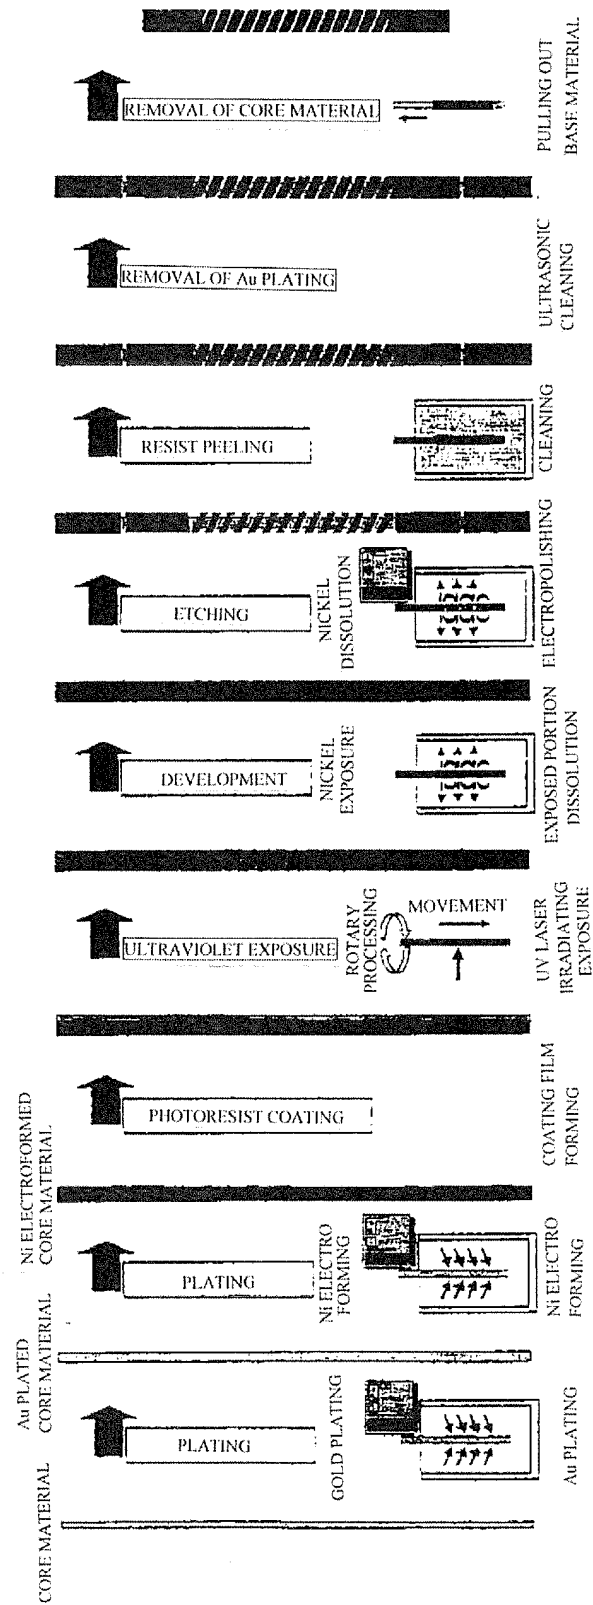 PULLING OUT
BASE MATERIAL
REMOVAL OF CORE MATERIAL
ULTRASONIC
CLEANING
REMOVAL OF Au PLATING
CLEANING
RESIST PEELING
ELECTROPOLISHING
NICKEL
DISSOLUTION
ETCHING
EXPOSED PORTION
DISSOLUTION
NICKEL
EXPOSURE
DEVELOPMENT
UV LASER
IRRADIATING
EXPOSURE
MOVEMENT
ROTARY
PROCESSING
ULTRAVIOLET EXPOSURE
COATING FILM
FORMING
PHOTORESIST COATING
Ni ELECTROFORMED
CORE MATERIAL
Ni ELECTRO
FORMING
Ni ELECTRO
FORMING
PLATING
Au PLATED
CORE MATERIAL
Au PLATING
GOLD PLATING
PLATING
CORE MATERIAL